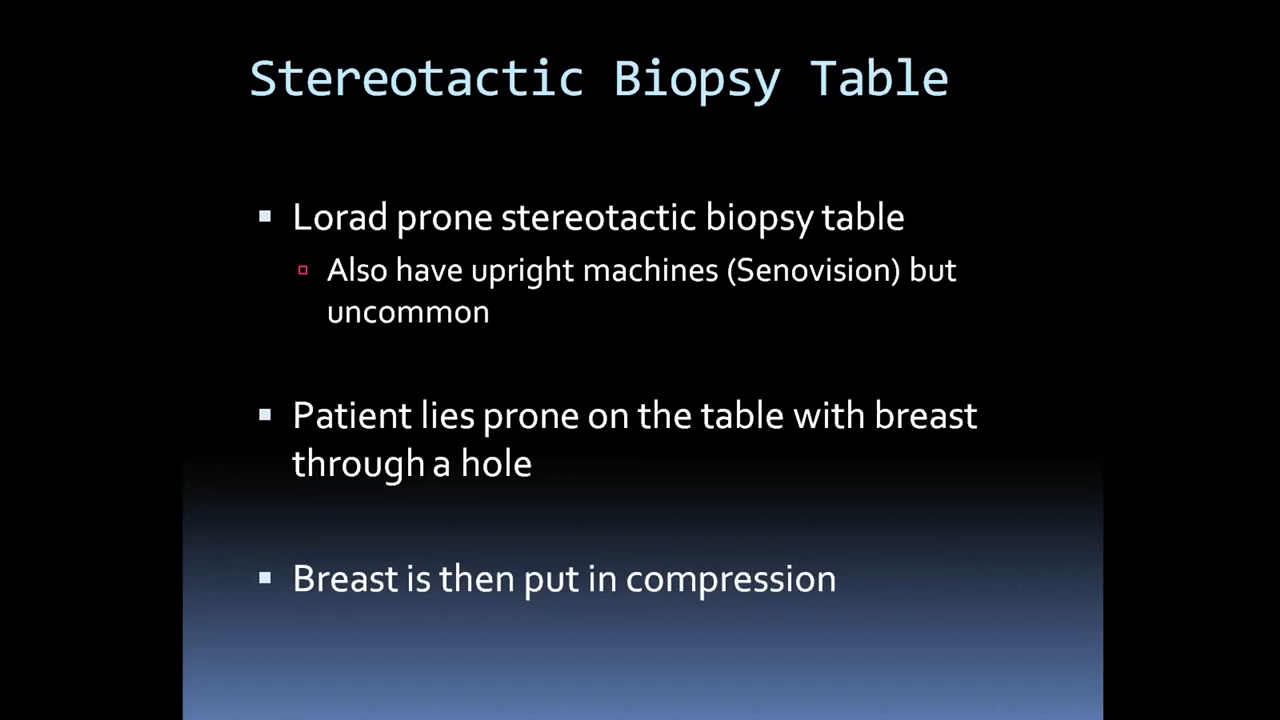 Stereotactic Biopsy Table
Lorad prone stereotactic biopsy table
Also have upright machines (Senovision) but
uncommon
Patient lies prone on the table with breast
through a hole
Breast is then put in compression